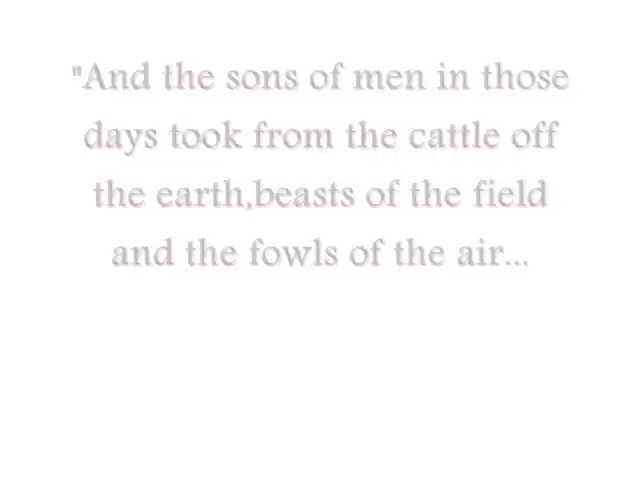 "And the sons of men in those
days took from the cattle off
the earth,beasts of the field
and the fowls of the air...